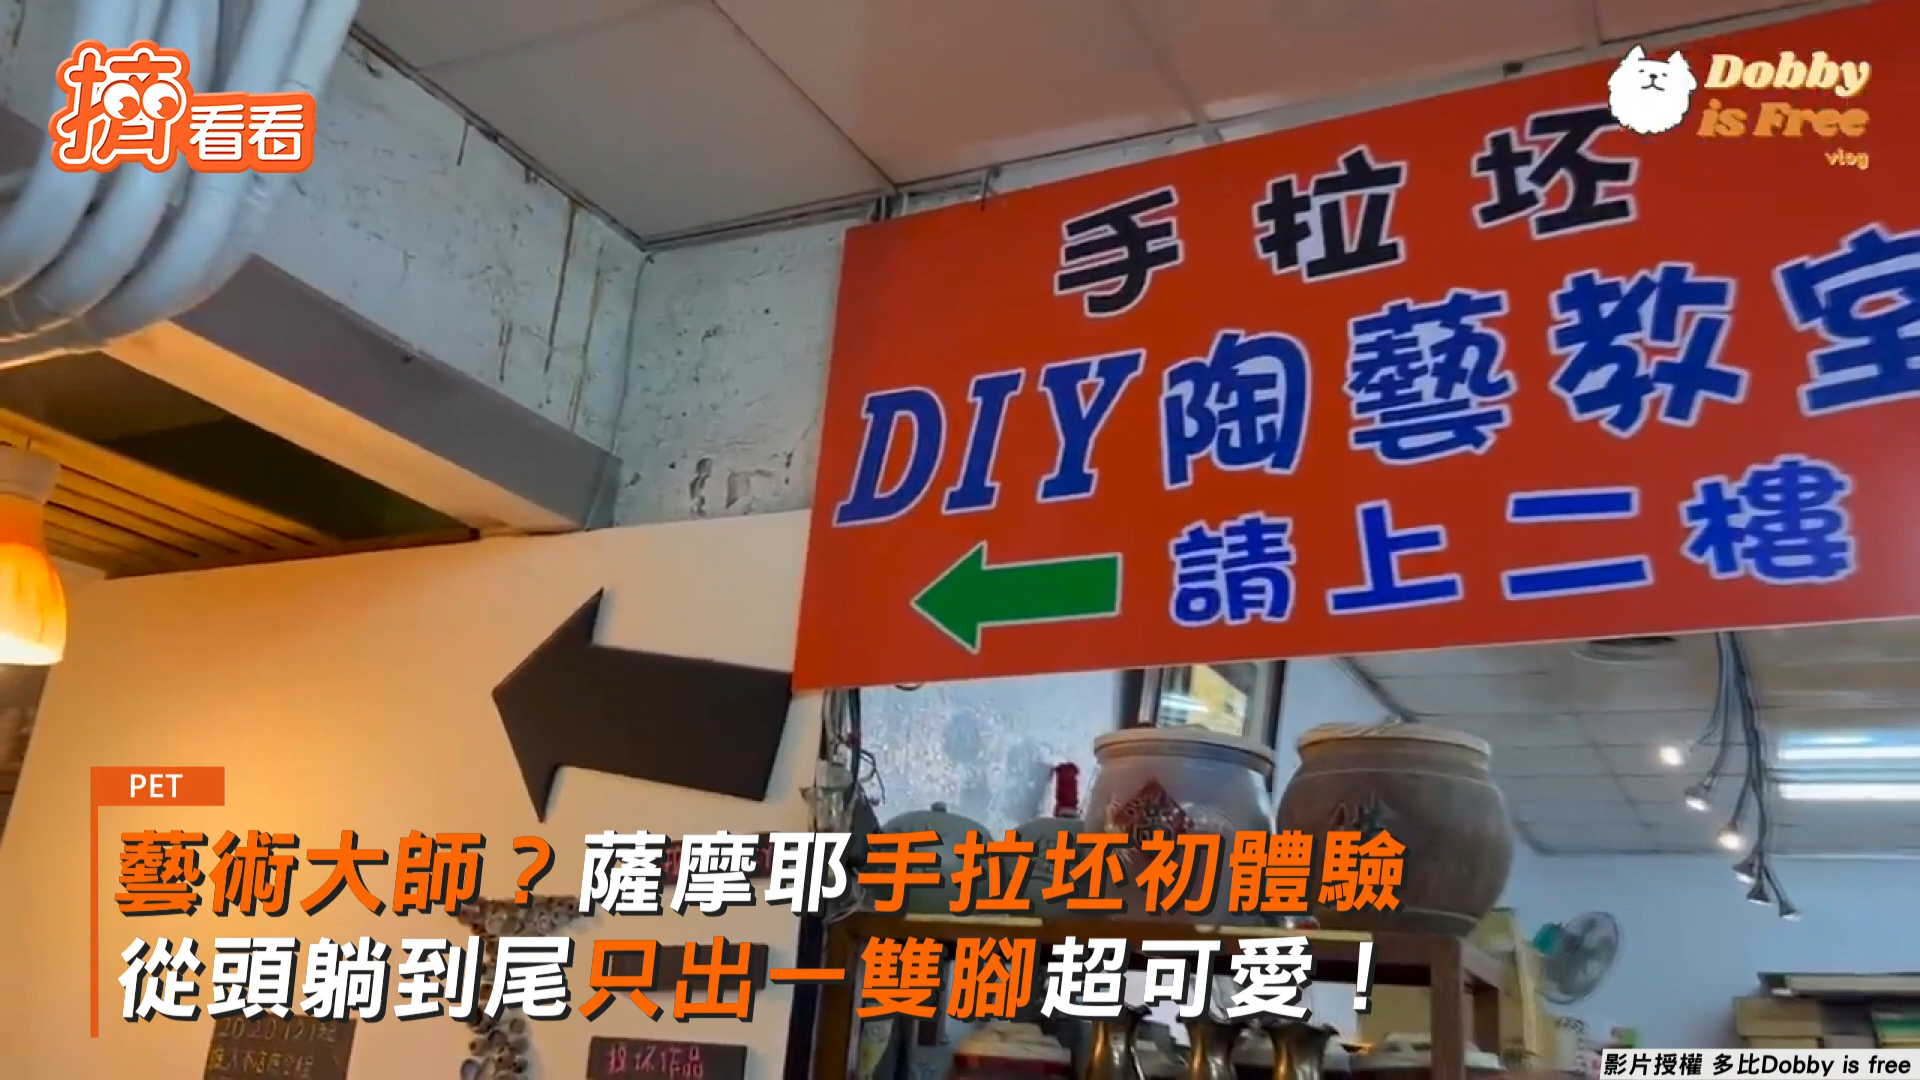 擠看看
Dobby
is Free
vlog
手拉坯
DIY陶藝教室
請上二樓
PET
藝術大師？薩摩耶手拉坯初體驗
從頭躺到尾只出一雙腳超可愛！
拉坯作品
影片授權 多比Dobby is free